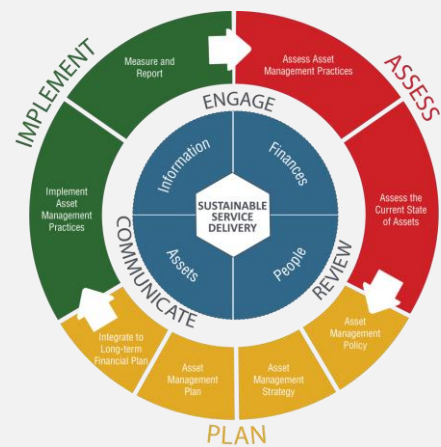 IMPLEMENT
ASSESS
PLAN
Measure and
Report
Assess Asset
Management Practices
Assess the
Current State
of Assets
Asset
Management
Policy
Asset
Management
Strategy
Asset
Management
Plan
Integrate to
Long-term
Financial Plan
Implement
Asset
Management
Practices
ENGAGE
REVIEW
COMMUNICATE
Information
Finances
People
Assets
SUSTAINABLE
SERVICE
DELIVERY